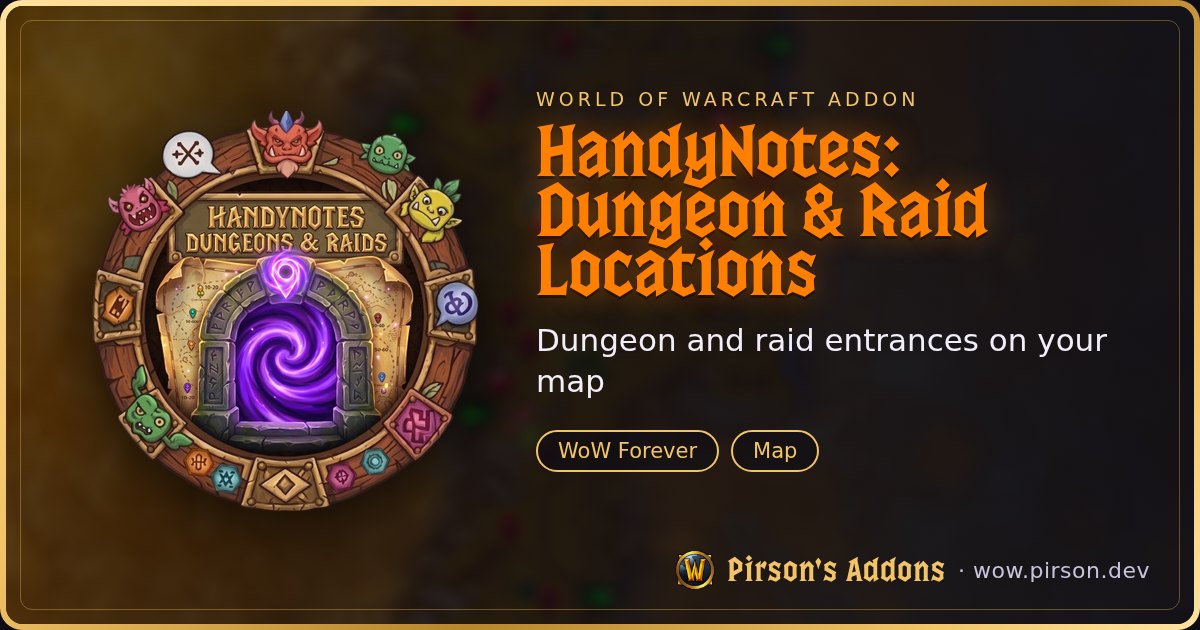 WORLD OF WARCRAFT ADDON
HandyNotes:
Dungeon & Raid
Locations
Dungeon and raid entrances on your
map
WoW Forever
Map
HANDYNOTES
DUNGEONS & RAIDS
W
Pirson's Addons · wow.pirson.dev